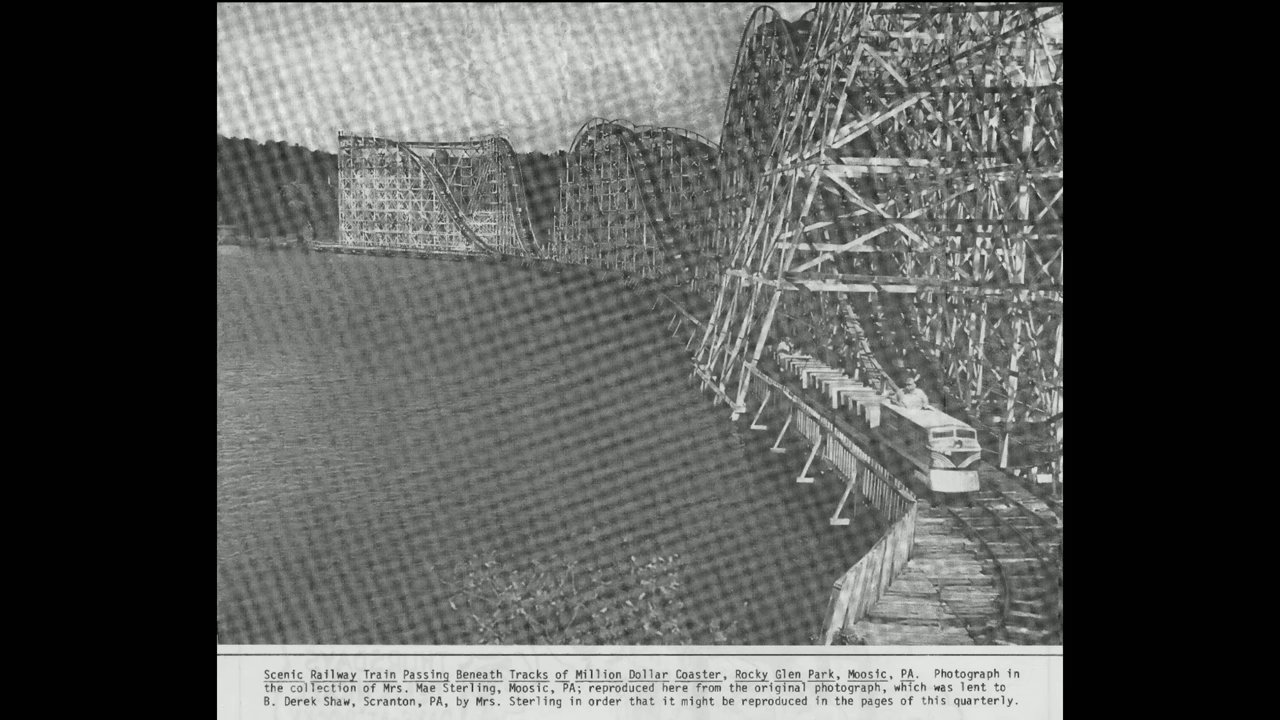 Scenic Railway Train Passing Beneath Tracks of Million Dollar Coaster, Rocky Glen Park, Moosic, PA. Photograph in
the collection of Mrs. Mae Sterling, Moosic, PA; reproduced here from the original photograph, which was lent to
B. Derek Shaw, Scranton, PA, by Mrs. Sterling in order that it might be reproduced in the pages of this quarterly.